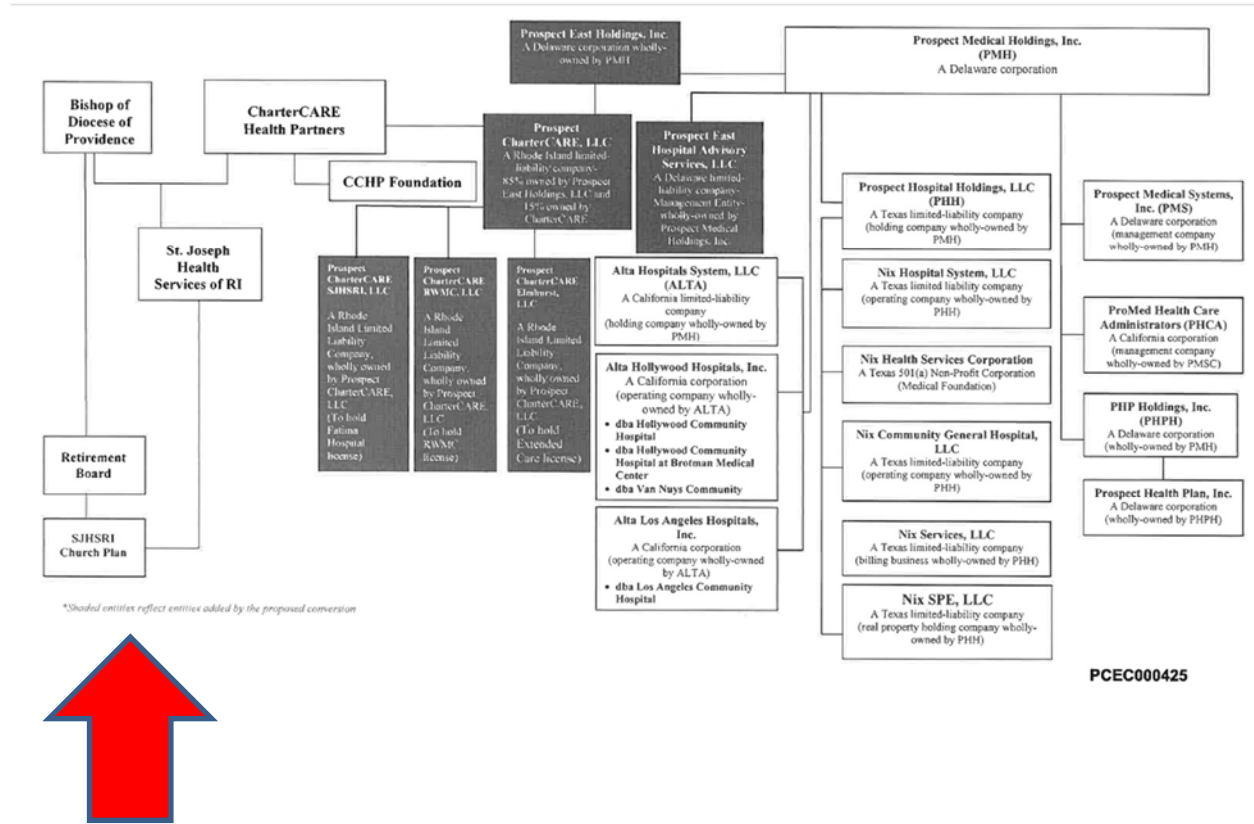 Prospect East Holdings, Inc.
A Delaware corporation wholly-
owned by PMH
Prospect Medical Holdings, Inc.
(PMH)
A Delaware corporation
Bishop of
Diocese of
Providence
CharterCARE
Health Partners
Prospect
CharterCARE, LLC
A Rhode Island limited-
liability company-
85% owned by Prospect
East Holdings, LLC and
15% owned by
CharterCARE
Prospect East
Hospital Advisory
Services, LLC
A Delaware limited-
liability company-
Management Entity-
wholly-owned by
Prospect Medical
Holdings, Inc.
CCHP Foundation
St. Joseph
Health
Services of RI
Prospect
CharterCARE
SJHSRI, LLC
A Rhode
Island Limited
Liability
Company,
wholly owned
by Prospect
CharterCARE,
LLC
(To hold
Fatima
Hospital
license)
Prospect
CharterCARE
RWMC, LLC
A Rhode
Island
Limited
Liability
Company,
wholly owned
by Prospect
CharterCARE,
LLC
(To hold
RWMC
license)
Prospect
CharterCARE
Elmhurst,
LLC
A Rhode
Island Limited
Liability
Company,
wholly owned
by Prospect
CharterCARE,
LLC
(To hold
Extended
Care license)
Alta Hospitals System, LLC
(ALTA)
A California limited-liability
company
(holding company wholly-owned by
PMH)
Alta Hollywood Hospitals, Inc.
A California corporation
(operating company wholly-
owned by ALTA)
• dba Hollywood Community
Hospital
• dba Hollywood Community
Hospital at Brotman Medical
Center
• dba Van Nuys Community
Alta Los Angeles Hospitals,
Inc.
A California corporation
(operating company wholly-owned
by ALTA)
• dba Los Angeles Community
Hospital
Prospect Hospital Holdings, LLC
(PHH)
A Texas limited-liability company
(holding company wholly-owned by
PMH)
Nix Hospital System, LLC
A Texas limited liability company
(operating company wholly-owned by
PHH)
Nix Health Services Corporation
A Texas 501(a) Non-Profit Corporation
(Medical Foundation)
Nix Community General Hospital,
LLC
A Texas limited-liability company
(operating company wholly-owned by
PHH)
Nix Services, LLC
A Texas limited-liability company
(billing business wholly-owned by PHH)
Nix SPE, LLC
A Texas limited-liability company
(real property holding company wholly-
owned by PHH)
Prospect Medical Systems,
Inc. (PMS)
A Delaware corporation
(management company
wholly-owned by PMH)
ProMed Health Care
Administrators (PHCA)
A California corporation
(management company
wholly-owned by PMSC)
PHP Holdings, Inc.
(PHPH)
A Delaware corporation
(wholly-owned by PMH)
Prospect Health Plan, Inc.
A Delaware corporation
(wholly-owned by PHPH)
Retirement
Board
SJHSRI
Church Plan
*Shaded entities reflect entities added by the proposed conversion
PCEC000425